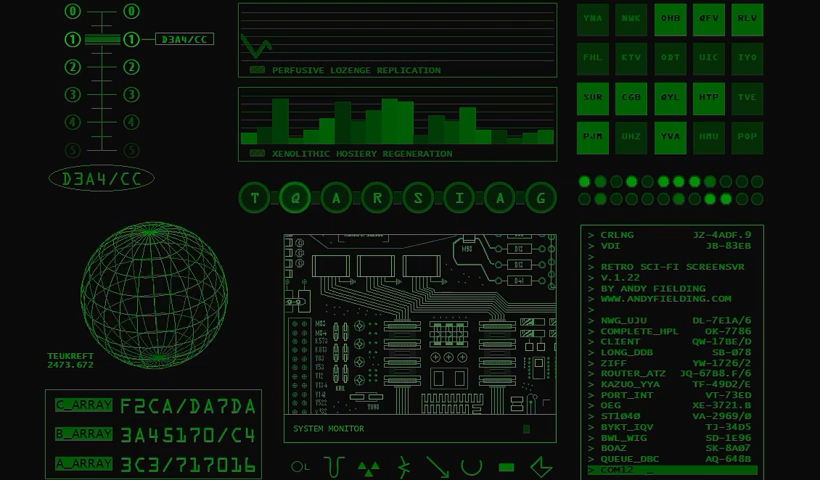 0 0
1 1 D3A4/CC
2 2
3 3
4 4
5 5
D3A4/CC
TEUKREFT
2473.672
C_ARRAY F2CA/DA7DA
B_ARRAY 3A45170/C4
A_ARRAY 3C3/717016
PERFUSIVE LOZENGE REPLICATION
XENOLITHIC HOSIERY REGENERATION
T Q A R S I A G
SYSTEM MONITOR
YNA NWK OHB QFV RLV
FHL KTV ODT UIC IYO
SUR CGB QYL HTP TVE
PJM UHZ YVA HMU POP
> CRLNG JZ-4ADF.9
> VDI JB-83EB
>
> RETRO SCI-FI SCREENSVR
> V.1.22
> BY ANDY FIELDING
> WWW.ANDYFIELDING.COM
>
> NWG_UJU DL-7E1A/6
> COMPLETE_HPL OK-7786
> CLIENT QW-17BE/D
> LONG_DDB SB-078
> ZIFF YW-1726/2
> ROUTER_ATZ JQ-67B8.F/6
> KAZUO_YYA TF-49D2/E
> PORT_INT VT-73ED
> OEG XE-3721.B
> ST1040 VA-2969/0
> BYKT_IQV TJ-34D5
> BWL_WIG SD-1E96
> BOAZ SK-8A07
> QUEUE_DBC AQ-648B
> COM12 _